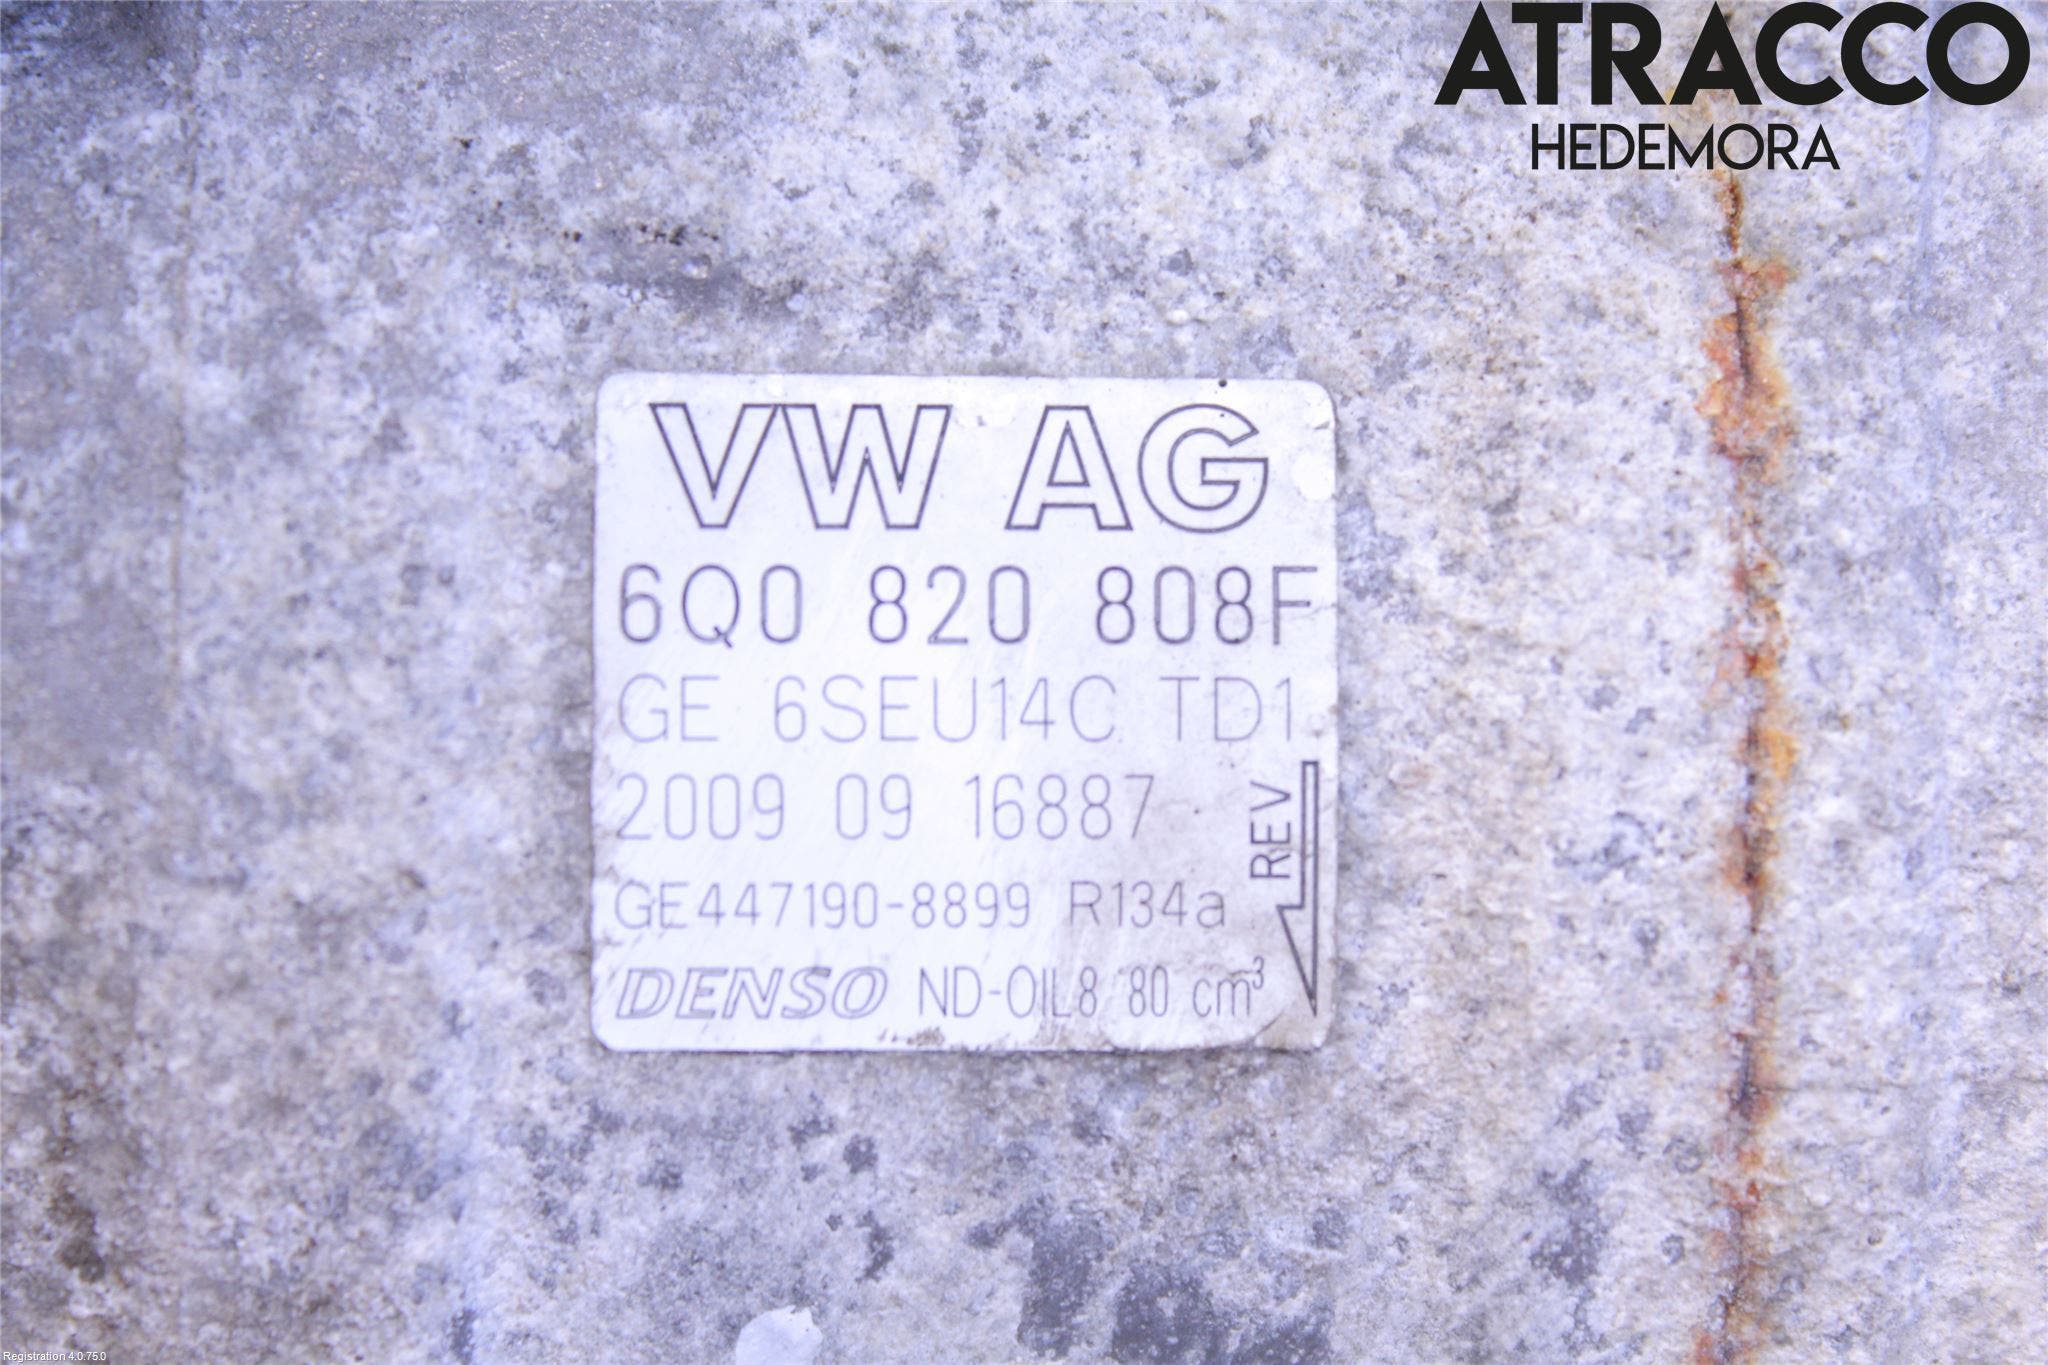 ATRACCO
HEDEMORA
VW AG
6Q0 820 808F
GE 6SEU14C TD1
2009 09 16887
REV
GE447190-8899 R134a
DENSO ND-OIL8 80 cm³
Registration 4.0.75.0